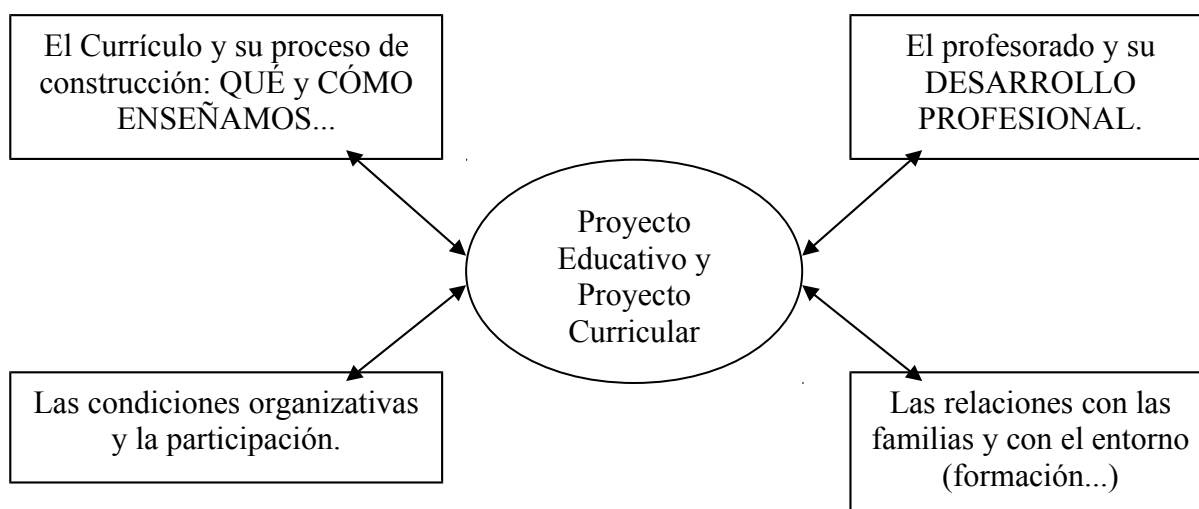 El Currículo y su proceso de
construcción: QUÉ y CÓMO
ENSEÑAMOS...
El profesorado y su
DESARROLLO
PROFESIONAL.
Proyecto
Educativo y
Proyecto
Curricular
Las condiciones organizativas
y la participación.
Las relaciones con las
familias y con el entorno
(formación...)